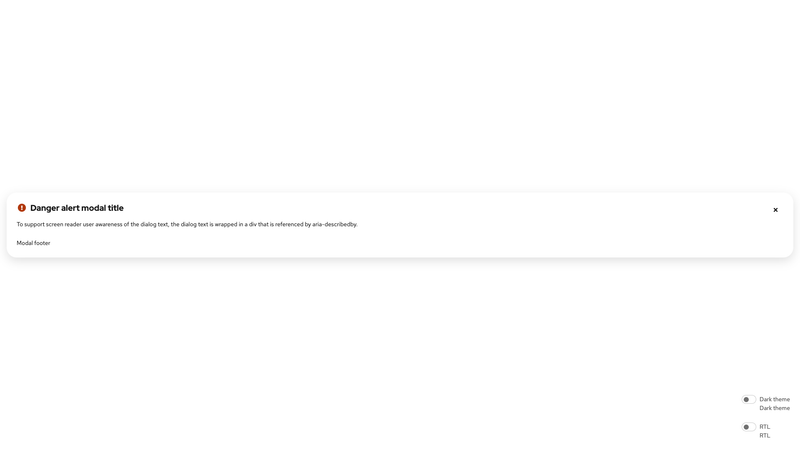 Danger alert modal title
To support screen reader user awareness of the dialog text, the dialog text is wrapped in a div that is referenced by aria-describedby.
Modal footer
Dark theme
Dark theme
RTL
RTL